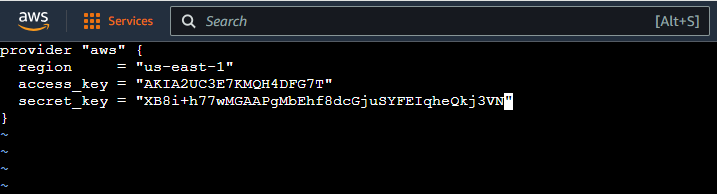 aws
Services
Search
[Alt+S]
provider "aws" {
  region     = "us-east-1"
  access_key = "AKIA2UC3E7KMQH4DFG7T"
  secret_key = "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"
}
~
~
~
~